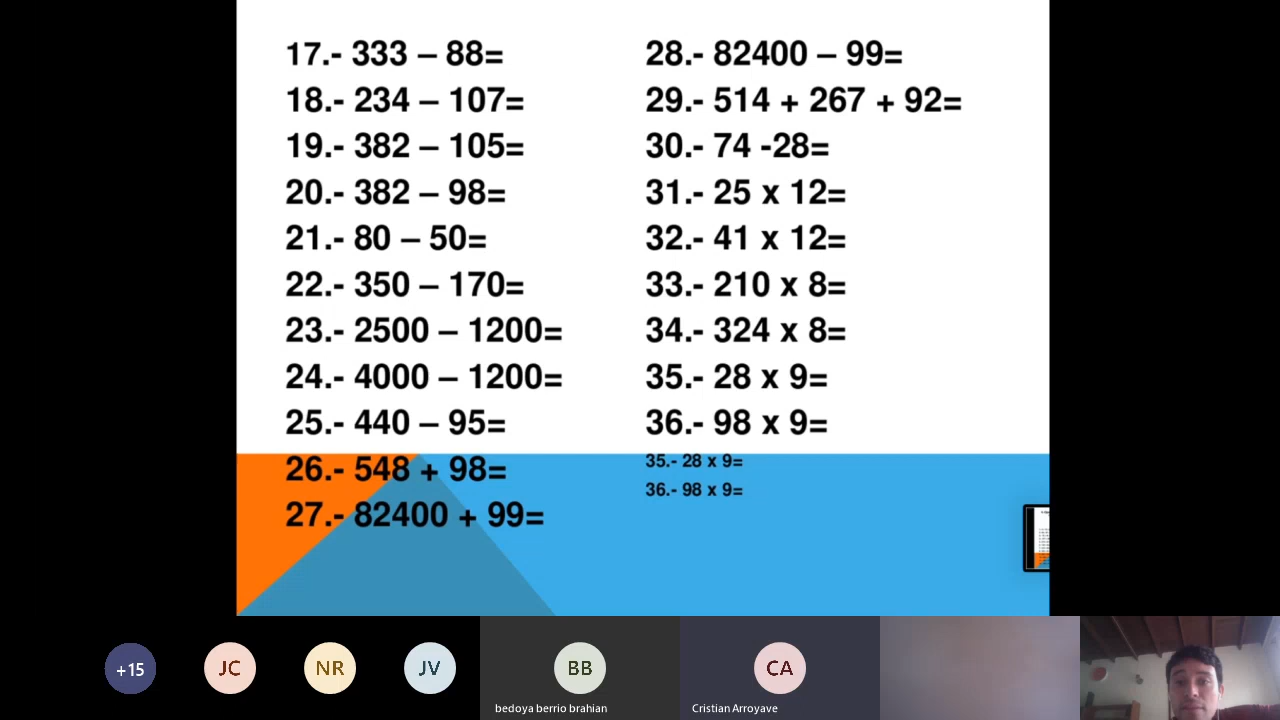 17.- 333 – 88=
18.- 234 – 107=
19.- 382 – 105=
20.- 382 – 98=
21.- 80 – 50=
22.- 350 – 170=
23.- 2500 – 1200=
24.- 4000 – 1200=
25.- 440 – 95=
26.- 548 + 98=
27.- 82400 + 99=
28.- 82400 – 99=
29.- 514 + 267 + 92=
30.- 74 -28=
31.- 25 x 12=
32.- 41 x 12=
33.- 210 x 8=
34.- 324 x 8=
35.- 28 x 9=
36.- 98 x 9=
35.- 28 x 9=
36.- 98 x 9=
+15
JC
NR
JV
BB
bedoya berrio brahian
CA
Cristian Arroyave